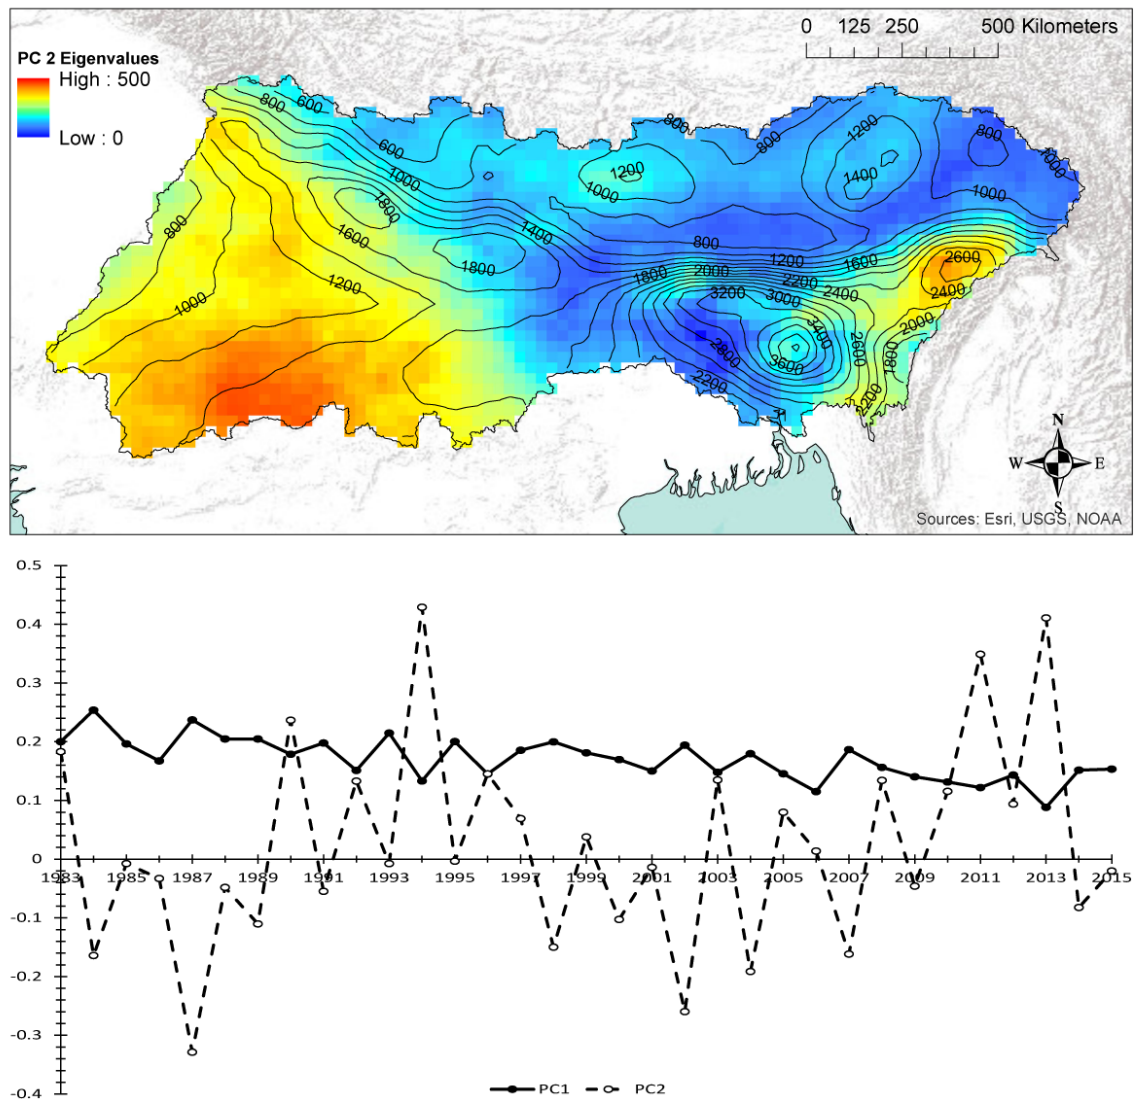 0 125 250 500 Kilometers
PC 2 Eigenvalues
High : 500
Low : 0
800 600 800 1200 800
600 800 1000
1000 1200 1400
1800 1000 1000
800 1600 1400 800
1800 1200 1600 2600
1000 1200 1800 2000 2200 2400
3200 3000 2400 2000
3400 2600 1800
2800 3600
2200 2200
N
W E
S
Sources: Esri, USGS, NOAA
0.5
0.4
0.3
0.2
0.1
0
1983 1985 1987 1989 1991 1993 1995 1997 1999 2001 2003 2005 2007 2009 2011 2013 2015
-0.1
-0.2
-0.3
-0.4
PC1 PC2